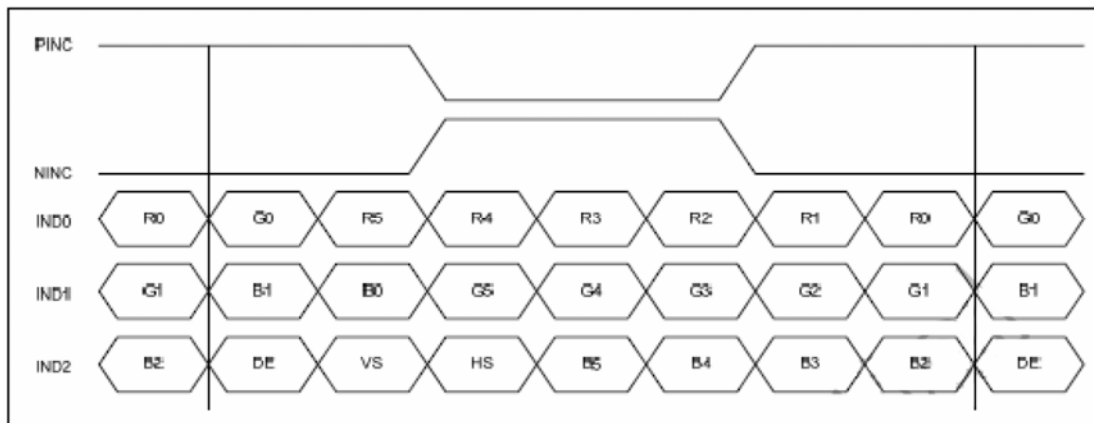 PINC
NINC
IND0 R0 G0 R5 R4 R3 R2 R1 R0 G0
IND1 G1 B1 B0 G5 G4 G3 G2 G1 B1
IND2 B2 DE VS HS B5 B4 B3 B2 DE